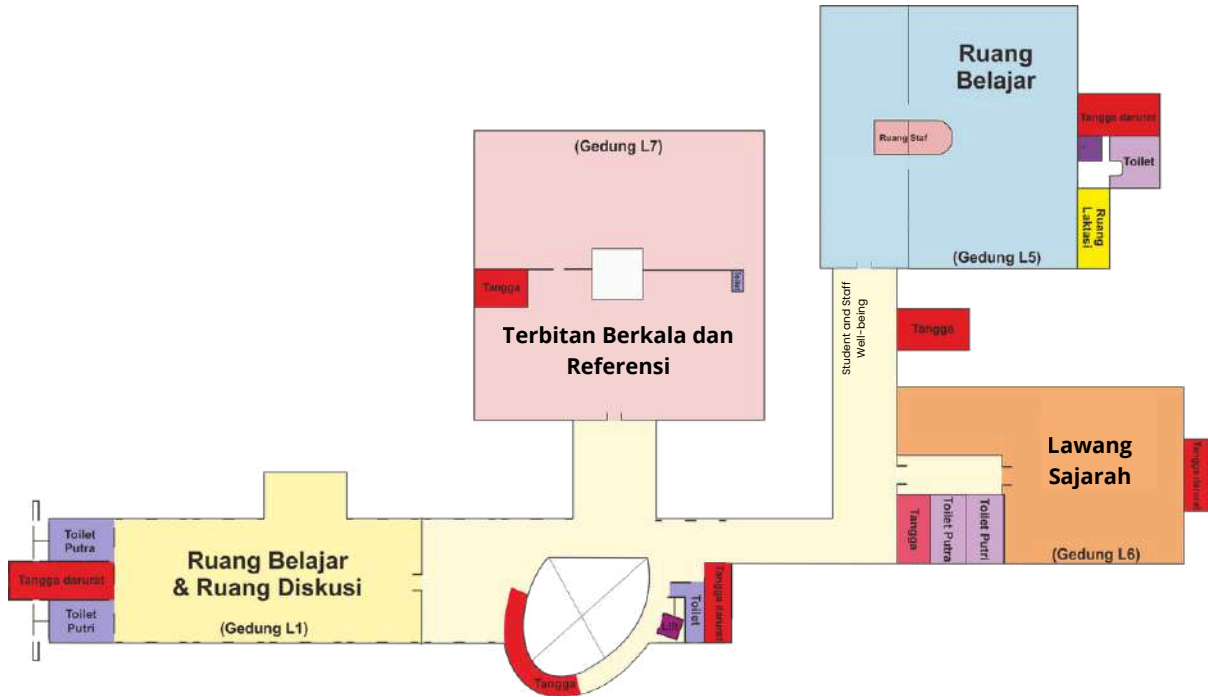 Ruang
Belajar
Ruang Staf
Tangga darurat
Toilet
Ruang
Laktasi
(Gedung L5)
(Gedung L7)
Tangga
Toilet
Terbitan Berkala dan
Referensi
Student and Staff
Well-being
Tangga
Lawang
Sajarah
Tangga darurat
Tangga
Toilet Putra
Toilet Putri
(Gedung L6)
Toilet
Putra
Tangga darurat
Toilet
Putri
Ruang Belajar
& Ruang Diskusi
(Gedung L1)
Tangga
Lift
Toilet
Tangga darurat